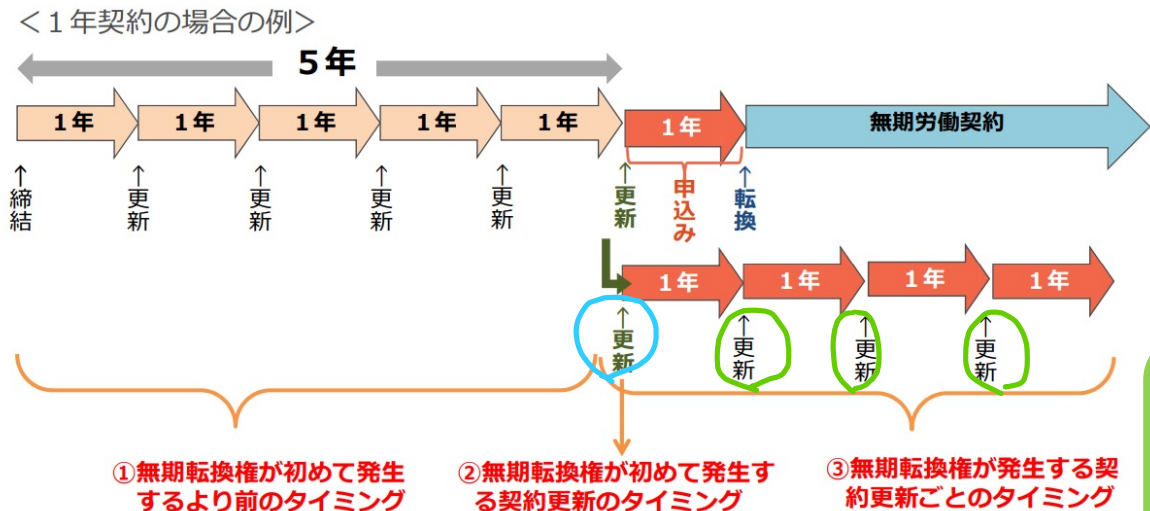 ＜１年契約の場合の例＞
５年
１年 １年 １年 １年 １年 １年 無期労働契約
↑締結 ↑更新 ↑更新 ↑更新 ↑更新 ↑更新 申込み ↑転換
１年 １年 １年 １年
↑更新 ↑更新 ↑更新 ↑更新
①無期転換権が初めて発生
するより前のタイミング
②無期転換権が初めて発生す
る契約更新のタイミング
③無期転換権が発生する契
約更新ごとのタイミング